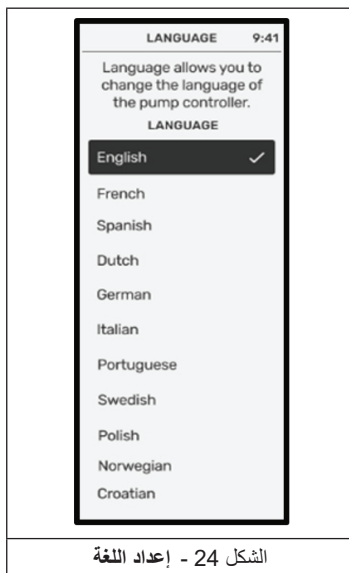 LANGUAGE 9:41
Language allows you to
change the language of
the pump controller.
LANGUAGE
English
French
Spanish
Dutch
German
Italian
Portuguese
Swedish
Polish
Norwegian
Croatian
الشكل 24 - إعداد اللغة